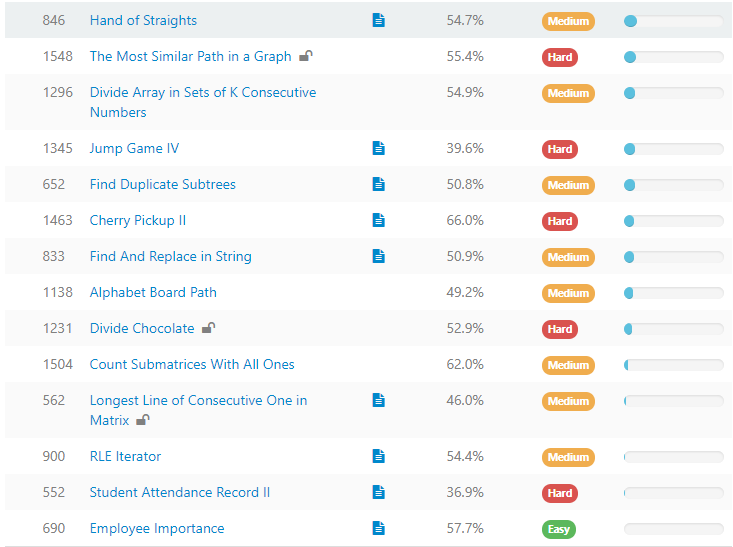 846 Hand of Straights 54.7% Medium
1548 The Most Similar Path in a Graph 55.4% Hard
1296 Divide Array in Sets of K Consecutive 54.9% Medium
Numbers
1345 Jump Game IV 39.6% Hard
652 Find Duplicate Subtrees 50.8% Medium
1463 Cherry Pickup II 66.0% Hard
833 Find And Replace in String 50.9% Medium
1138 Alphabet Board Path 49.2% Medium
1231 Divide Chocolate 52.9% Hard
1504 Count Submatrices With All Ones 62.0% Medium
562 Longest Line of Consecutive One in 46.0% Medium
Matrix
900 RLE Iterator 54.4% Medium
552 Student Attendance Record II 36.9% Hard
690 Employee Importance 57.7% Easy